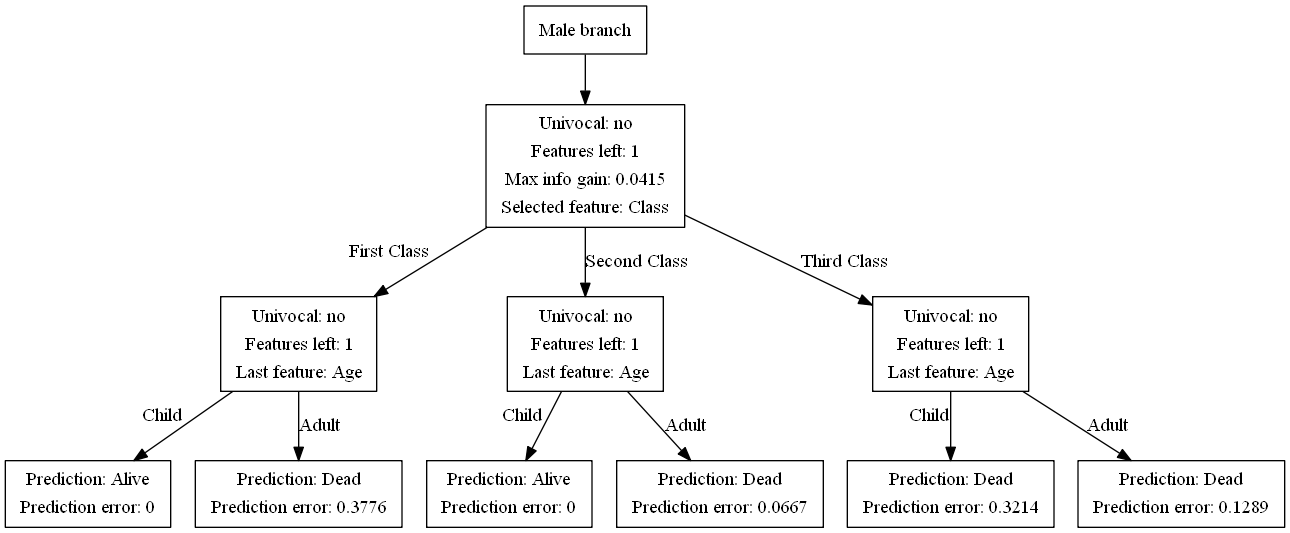 Male branch
Univocal: no
Features left: 1
Max info gain: 0.0415
Selected feature: Class
First Class
Second Class
Third Class
Univocal: no
Features left: 1
Last feature: Age
Univocal: no
Features left: 1
Last feature: Age
Univocal: no
Features left: 1
Last feature: Age
Child
Adult
Child
Adult
Child
Adult
Prediction: Alive
Prediction error: 0
Prediction: Dead
Prediction error: 0.3776
Prediction: Alive
Prediction error: 0
Prediction: Dead
Prediction error: 0.0667
Prediction: Dead
Prediction error: 0.3214
Prediction: Dead
Prediction error: 0.1289